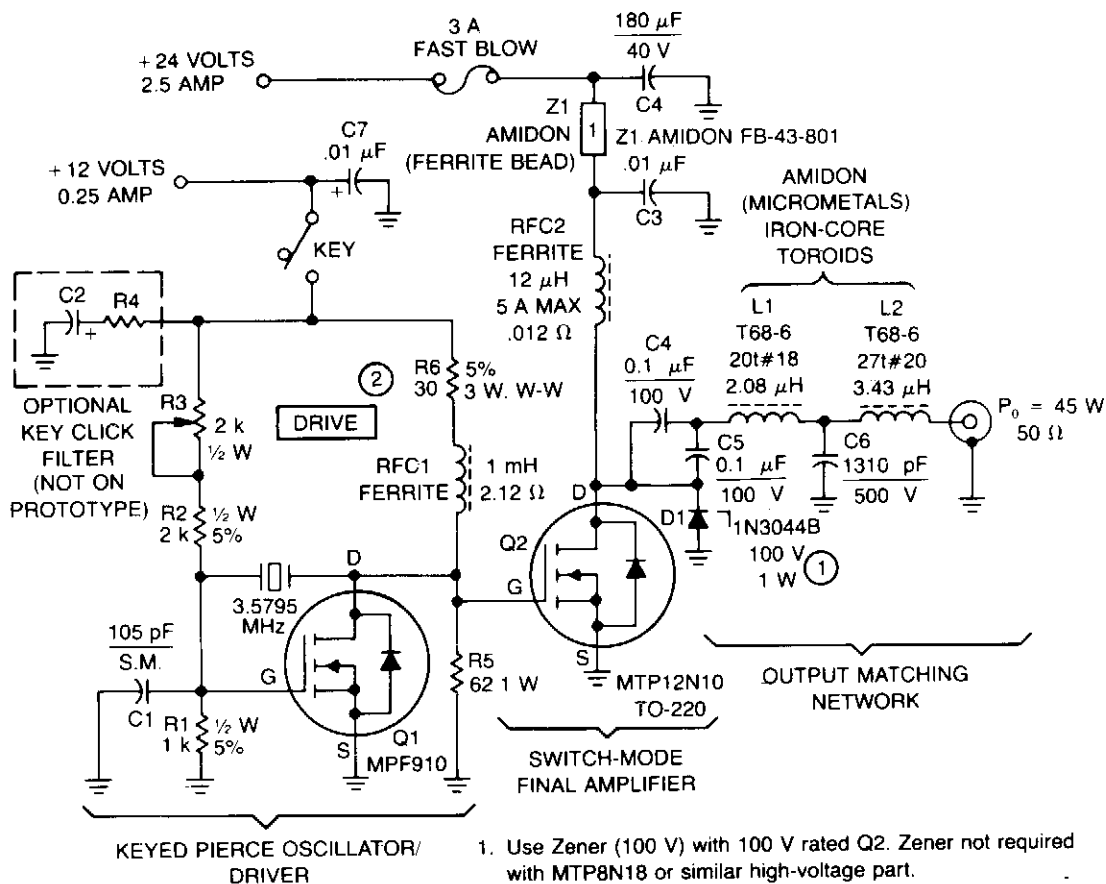 +24 VOLTS
2.5 AMP
3 A
FAST BLOW
180 µF
40 V
C4
Z1
1
AMIDON
(FERRITE BEAD)
Z1 AMIDON FB-43-801
+12 VOLTS
0.25 AMP
C7
.01 µF
+
KEY
.01 µF
C3
RFC2
FERRITE
12 µH
5 A MAX
.012 Ω
AMIDON
(MICROMETALS)
IRON-CORE
TOROIDS
L1
T68-6
20t#18
2.08 µH
L2
T68-6
27t#20
3.43 µH
C2
+
R4
OPTIONAL
KEY CLICK
FILTER
(NOT ON
PROTOTYPE)
R3
2 k
½ W
2
DRIVE
R6
30
5%
3 W. W-W
RFC1
FERRITE
1 mH
2.12 Ω
C4
0.1 µF
100 V
C5
0.1 µF
100 V
C6
1310 pF
500 V
P₀ = 45 W
50 Ω
R2
2 k
½ W
5%
3.5795
MHz
D
G
S
Q1
MPF910
105 pF
S.M.
C1
R1
1 k
½ W
5%
R5
62 1 W
D
Q2
G
S
MTP12N10
TO-220
D1
1N3044B
100 V
1 W
1
OUTPUT MATCHING
NETWORK
SWITCH-MODE
FINAL AMPLIFIER
KEYED PIERCE OSCILLATOR/
DRIVER
1. Use Zener (100 V) with 100 V rated Q2. Zener not required
with MTP8N18 or similar high-voltage part.